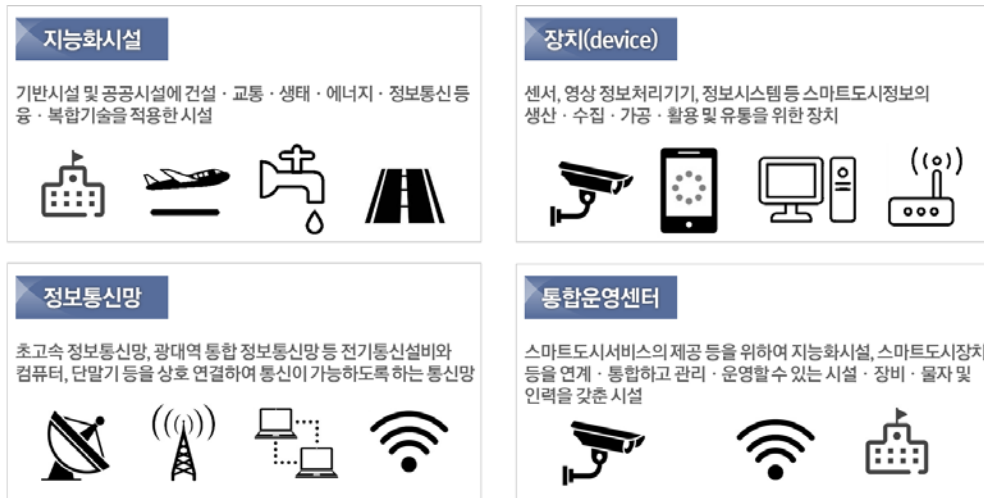 지능화시설
기반시설 및 공공시설에 건설 · 교통 · 생태 · 에너지 · 정보통신 등
융 · 복합기술을 적용한 시설
장치(device)
센서, 영상 정보처리기기, 정보시스템 등 스마트도시정보의
생산 · 수집 · 가공 · 활용 및 유통을 위한 장치
정보통신망
초고속 정보통신망, 광대역 통합 정보통신망 등 전기통신설비와
컴퓨터, 단말기 등을 상호 연결하여 통신이 가능하도록 하는 통신망
통합운영센터
스마트도시서비스의 제공 등을 위하여 지능화시설, 스마트도시장치
등을 연계 · 통합하고 관리 · 운영할 수 있는 시설 · 장비 · 물자 및
인력을 갖춘 시설